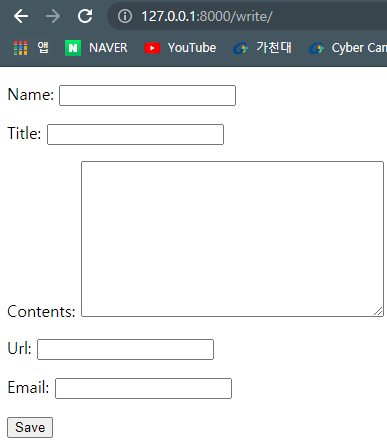 127.0.0.1:8000/write/
앱 N NAVER YouTube 가천대 Cyber Can
Name:
Title:
Contents:
Url:
Email:
Save